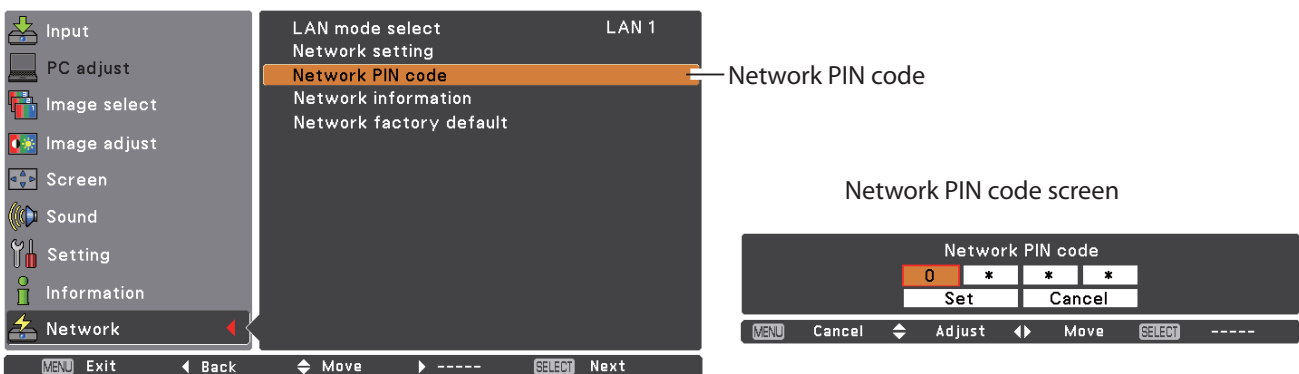 Input
PC adjust
Image select
Image adjust
Screen
Sound
Setting
Information
Network
LAN mode select LAN 1
Network setting
Network PIN code
Network information
Network factory default
MENU Exit Back Move ----- SELECT Next
Network PIN code
Network PIN code screen
Network PIN code
0 * * *
Set Cancel
MENU Cancel Adjust Move SELECT -----